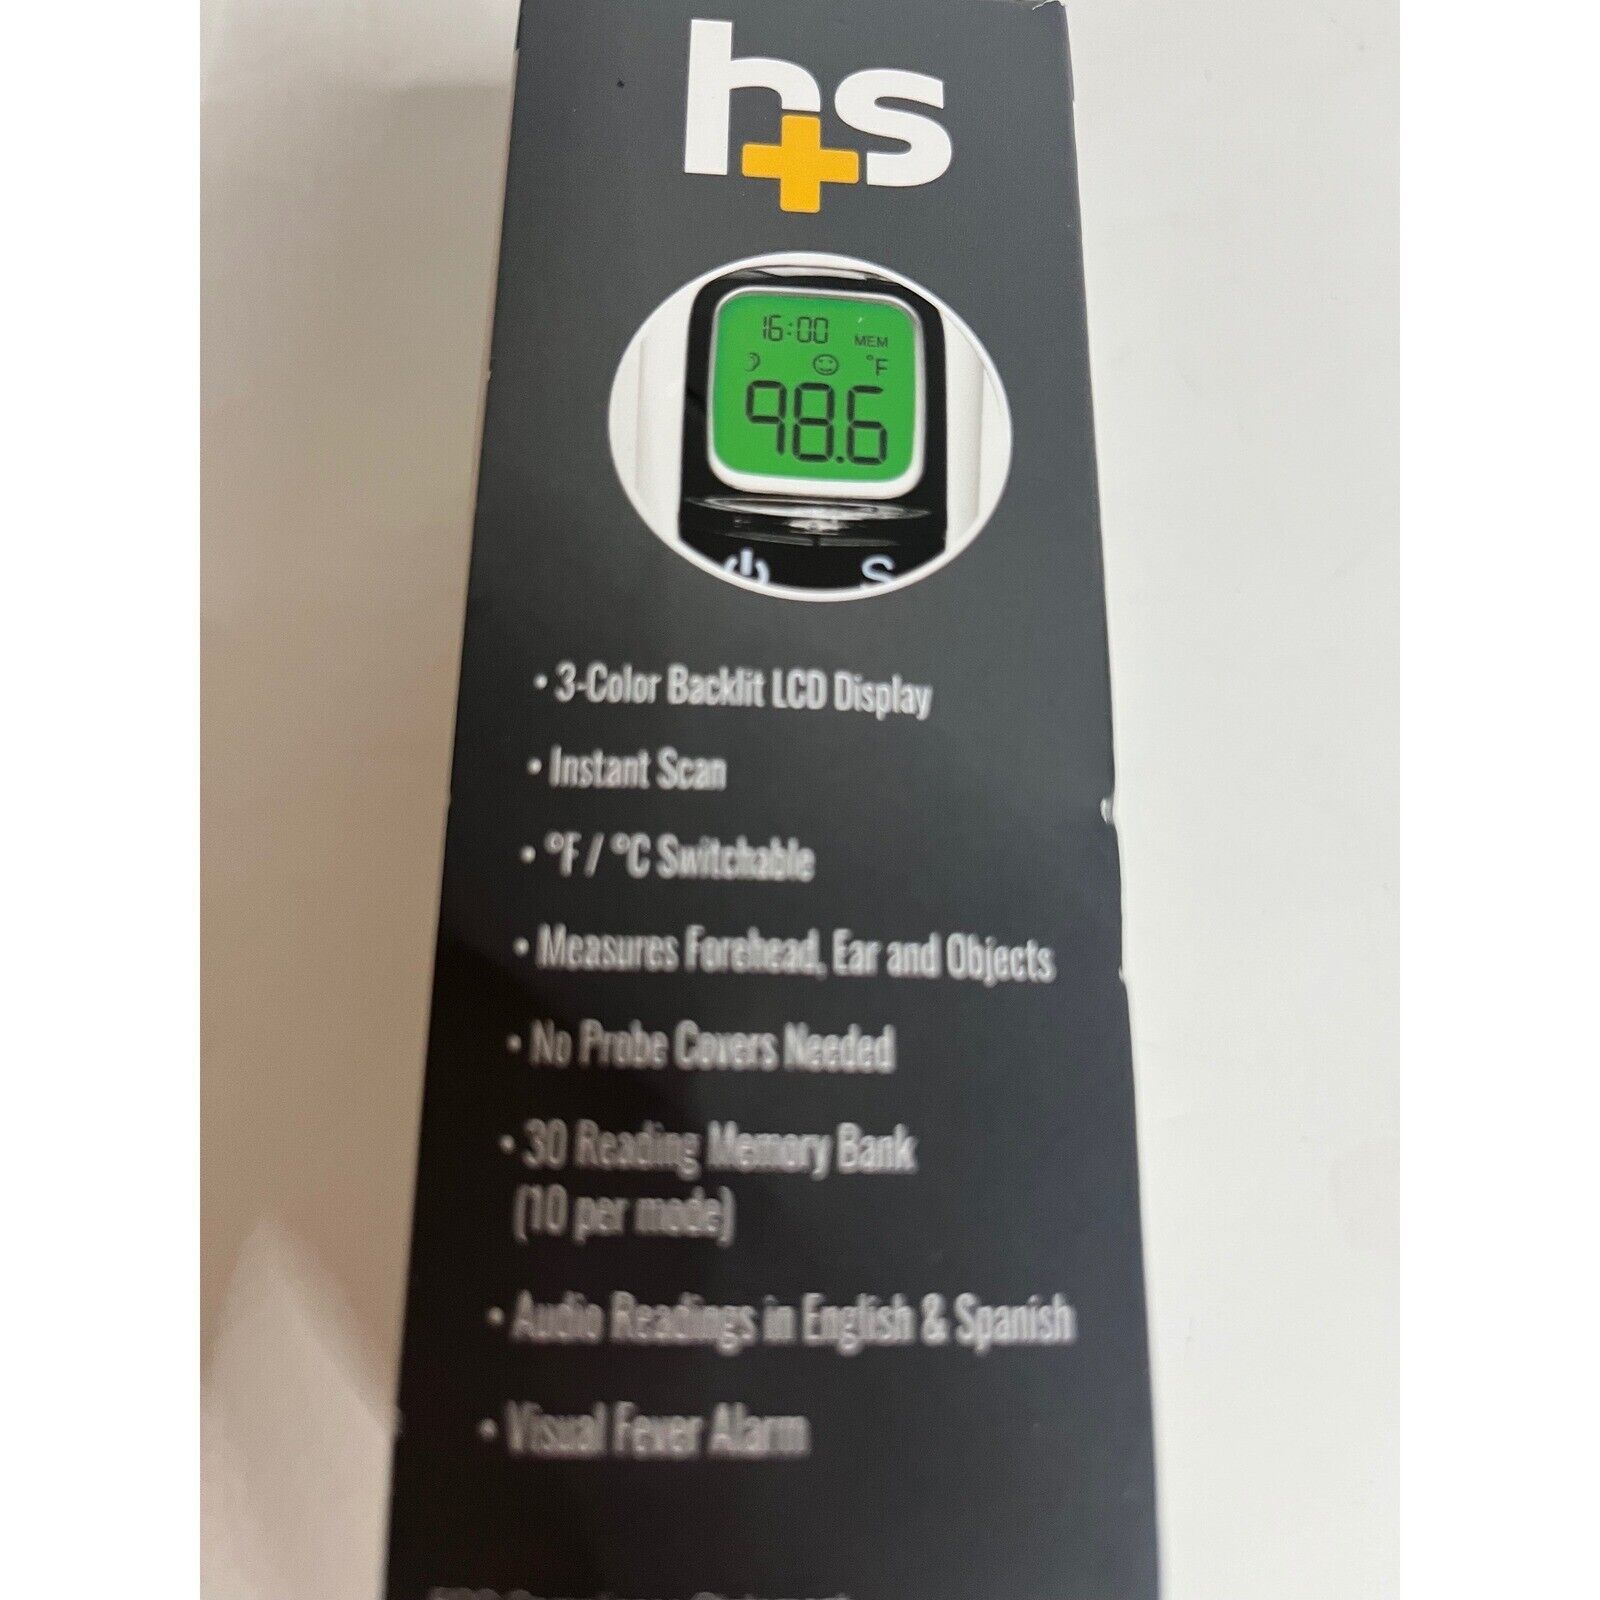 h+s
16:00
MEM
°F
98.6
S
• 3-Color Backlit LCD Display
• Instant Scan
• °F / °C Switchable
• Measures Forehead, Ear and Objects
• No Probe Covers Needed
• 30 Reading Memory Bank
(10 per mode)
• Audio Readings in English & Spanish
• Visual Fever Alarm